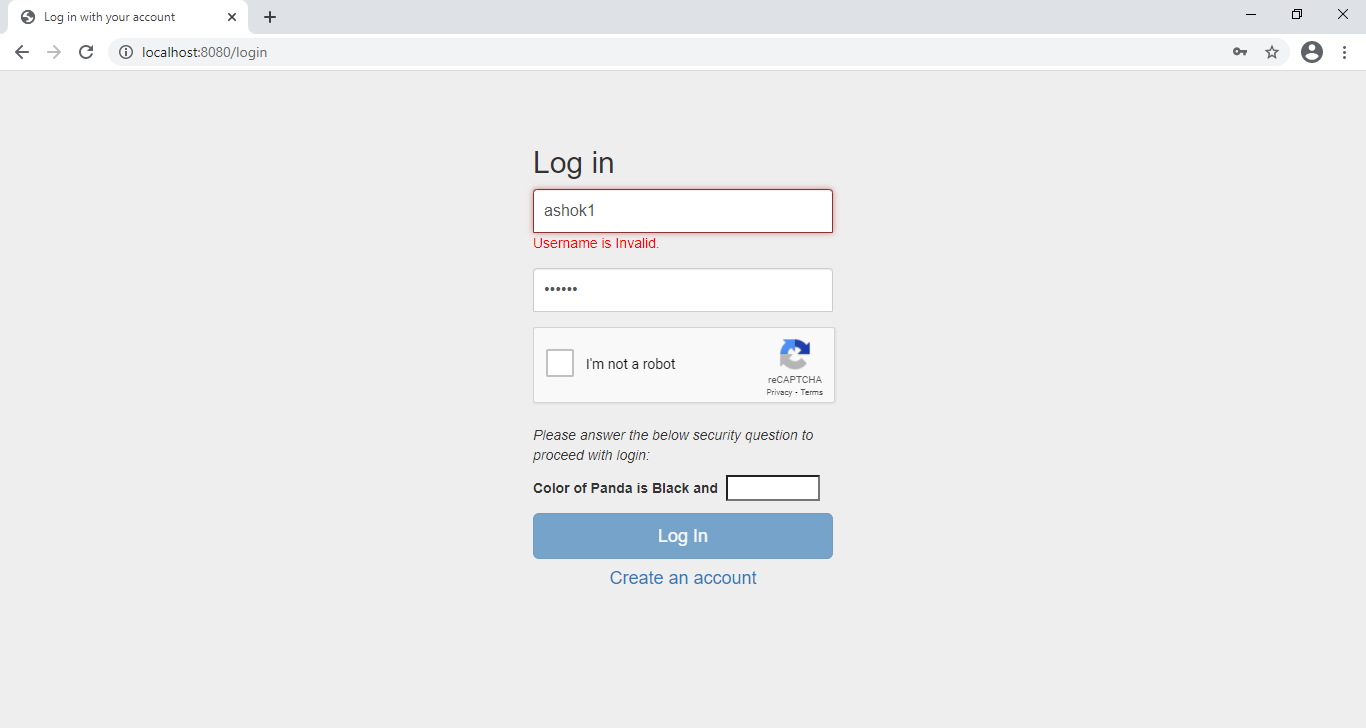 Log in with your account
localhost:8080/login
Log in
ashok1
Username is Invalid.
••••••
I'm not a robot
reCAPTCHA
Privacy - Terms
Please answer the below security question to
proceed with login:
Color of Panda is Black and
Log In
Create an account